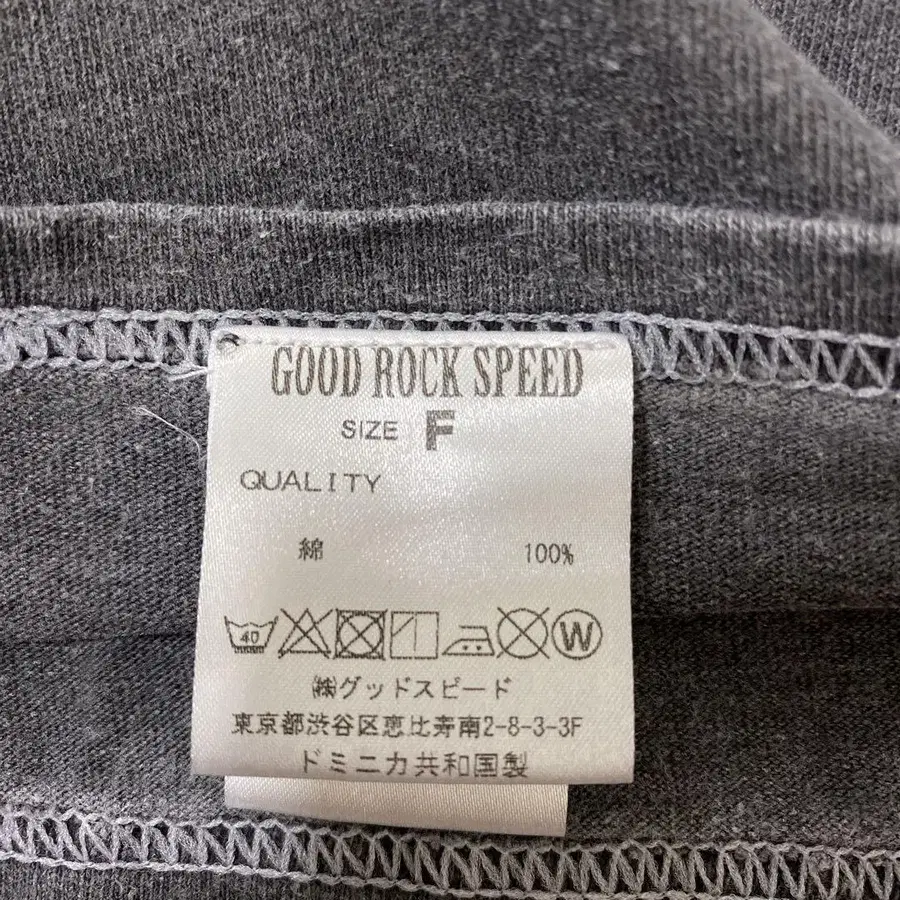 GOOD ROCK SPEED
SIZE F
QUALITY
綿 100%
40 W
㈱グッドスピード
東京都渋谷区恵比寿南2-8-3-3F
ドミニカ共和国製